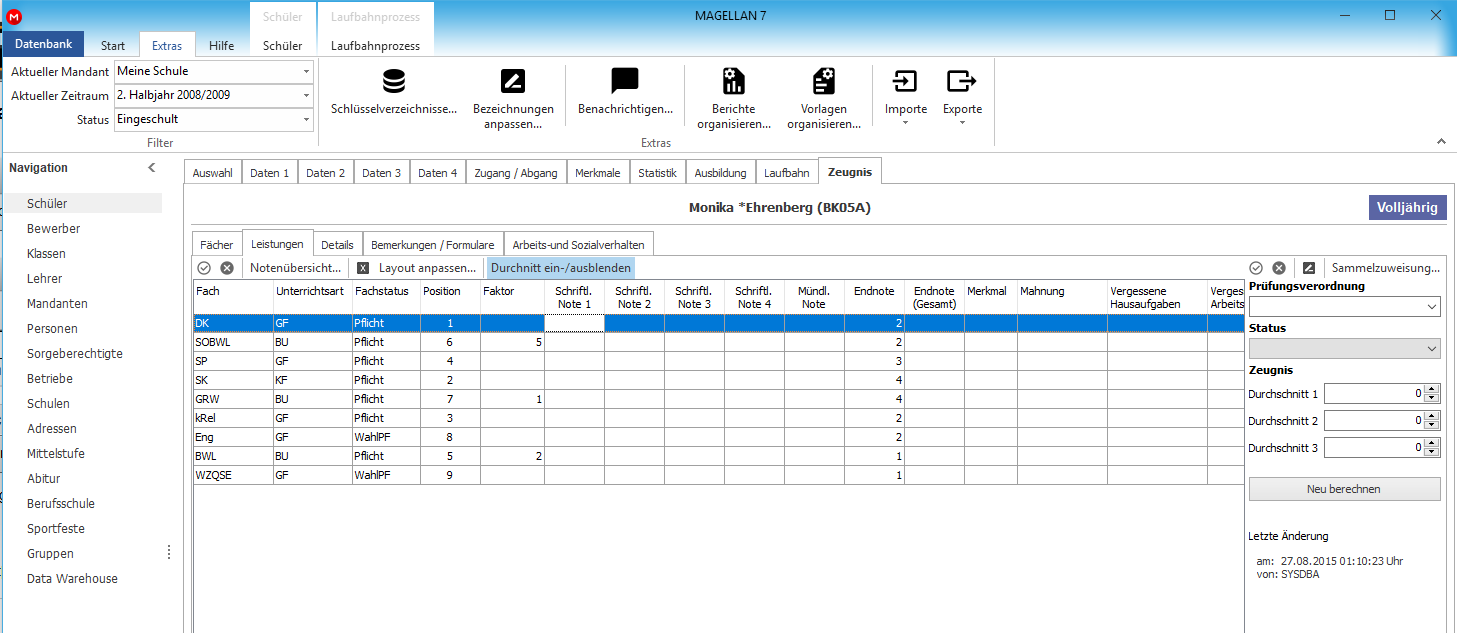 MAGELLAN 7
Schüler Laufbahnprozess
Datenbank Start Extras Hilfe Schüler Laufbahnprozess
Aktueller Mandant Meine Schule
Aktueller Zeitraum 2. Halbjahr 2008/2009
Status Eingeschult
Filter
Schlüsselverzeichnisse...
Bezeichnungen
anpassen...
Benachrichtigen...
Berichte
organisieren...
Vorlagen
organisieren...
Importe
Exporte
Extras
Navigation
Schüler
Bewerber
Klassen
Lehrer
Mandanten
Personen
Sorgeberechtigte
Betriebe
Schulen
Adressen
Mittelstufe
Abitur
Berufsschule
Sportfeste
Gruppen
Data Warehouse
Auswahl Daten 1 Daten 2 Daten 3 Daten 4 Zugang / Abgang Merkmale Statistik Ausbildung Laufbahn Zeugnis
Monika *Ehrenberg (BK05A)
Volljährig
Fächer Leistungen Details Bemerkungen / Formulare Arbeits-und Sozialverhalten
Notenübersicht... Layout anpassen... Durchnitt ein-/ausblenden
Fach Unterrichtsart Fachstatus Position Faktor Schriftl. Schriftl. Schriftl. Schriftl. Mündl. Endnote Endnote Merkmal Mahnung Vergessene Verges
Note 1 Note 2 Note 3 Note 4 Note (Gesamt) Hausaufgaben Arbeits
DK GF Pflicht 1 2
SOBWL BU Pflicht 6 5 2
SP GF Pflicht 4 3
SK KF Pflicht 2 4
GRW BU Pflicht 7 1 4
kRel GF Pflicht 3 2
Eng GF WahlPF 8 2
BWL BU Pflicht 5 2 1
WZQSE GF WahlPF 9 1
Sammelzuweisung...
Prüfungsverordnung
Status
Zeugnis
Durchschnitt 1 0
Durchschnitt 2 0
Durchschnitt 3 0
Neu berechnen
Letzte Änderung
am: 27.08.2015 01:10:23 Uhr
von: SYSDBA